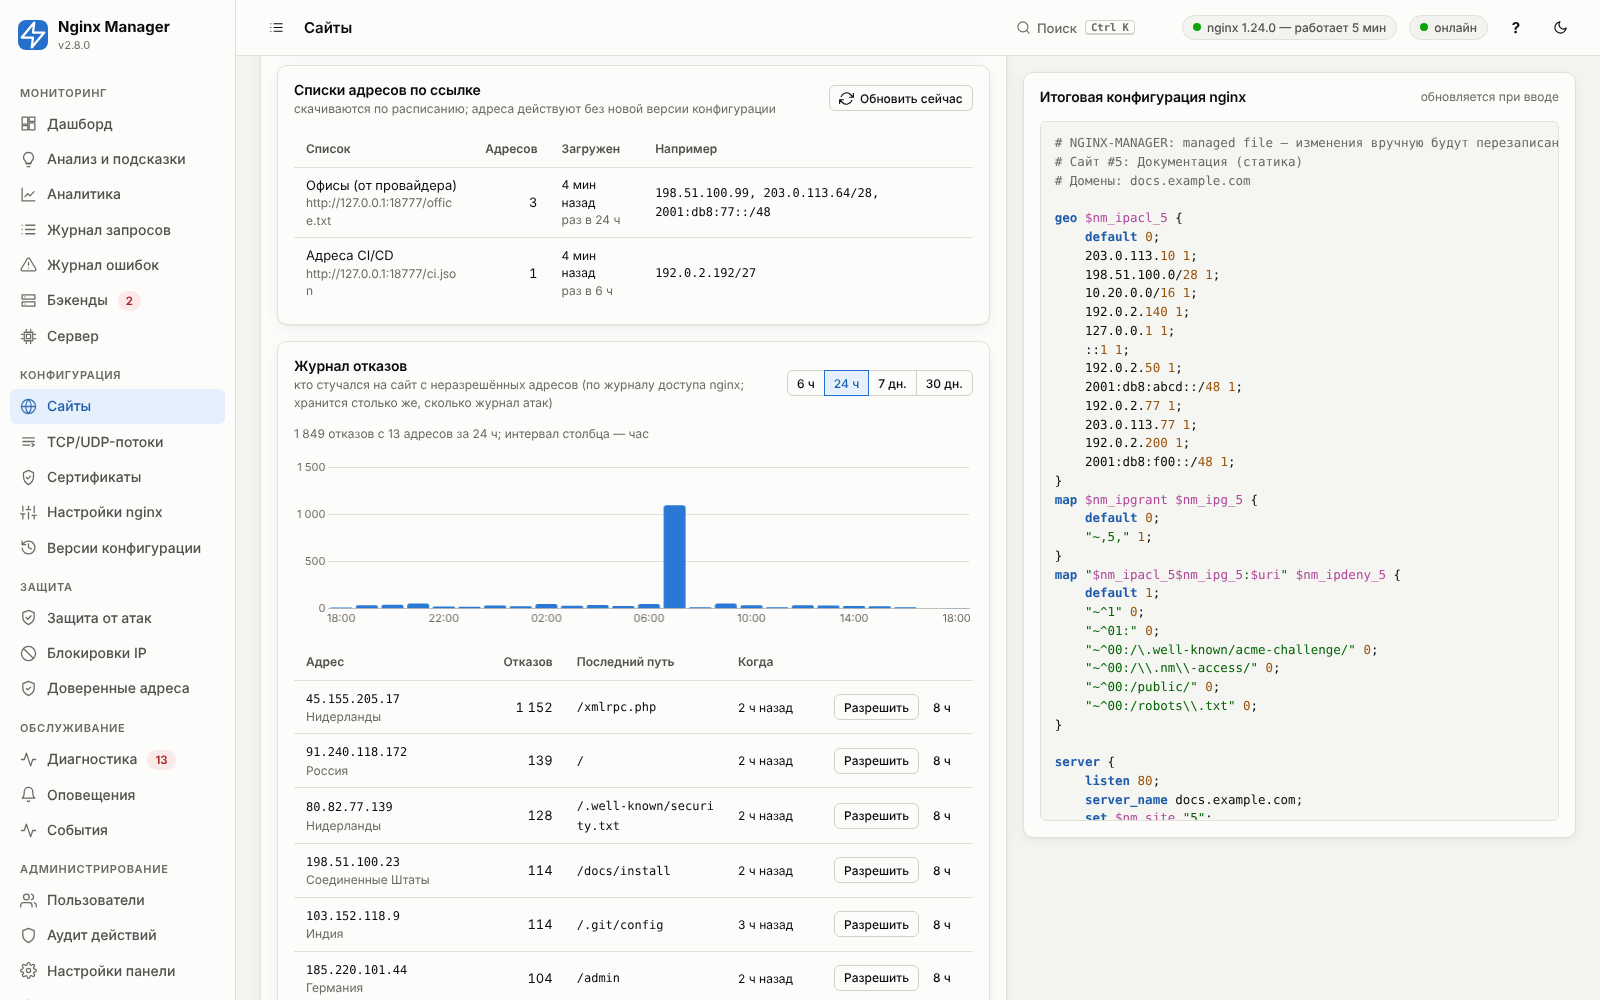 Nginx Manager
v2.8.0
МОНИТОРИНГ
Дашборд
Анализ и подсказки
Аналитика
Журнал запросов
Журнал ошибок
Бэкенды 2
Сервер
КОНФИГУРАЦИЯ
Сайты
TCP/UDP-потоки
Сертификаты
Настройки nginx
Версии конфигурации
ЗАЩИТА
Защита от атак
Блокировки IP
Доверенные адреса
ОБСЛУЖИВАНИЕ
Диагностика 13
Оповещения
События
АДМИНИСТРИРОВАНИЕ
Пользователи
Аудит действий
Настройки панели
Сайты
Поиск Ctrl K
nginx 1.24.0 — работает 5 мин
онлайн
?
Списки адресов по ссылке
скачиваются по расписанию; адреса действуют без новой версии конфигурации
Обновить сейчас
Список Адресов Загружен Например
Офисы (от провайдера)
http://127.0.0.1:18777/offic
e.txt
3
4 мин
назад
раз в 24 ч
198.51.100.99, 203.0.113.64/28,
2001:db8:77::/48
Адреса CI/CD
http://127.0.0.1:18777/ci.jso
n
1
4 мин
назад
раз в 6 ч
192.0.2.192/27
Журнал отказов
кто стучался на сайт с неразрешённых адресов (по журналу доступа nginx;
хранится столько же, сколько журнал атак)
6 ч 24 ч 7 дн. 30 дн.
1 849 отказов с 13 адресов за 24 ч; интервал столбца — час
1 500
1 000
500
0
18:00 22:00 02:00 06:00 10:00 14:00 18:00
Адрес Отказов Последний путь Когда
45.155.205.17
Нидерланды
1 152 /xmlrpc.php 2 ч назад Разрешить 8 ч
91.240.118.172
Россия
139 / 2 ч назад Разрешить 8 ч
80.82.77.139
Нидерланды
128
/.well-known/securi
ty.txt
2 ч назад Разрешить 8 ч
198.51.100.23
Соединенные Штаты
114 /docs/install 2 ч назад Разрешить 8 ч
103.152.118.9
Индия
114 /.git/config 3 ч назад Разрешить 8 ч
185.220.101.44
Германия
104 /admin 2 ч назад Разрешить 8 ч
Итоговая конфигурация nginx
обновляется при вводе
# NGINX-MANAGER: managed file — изменения вручную будут перезаписан
# Сайт #5: Документация (статика)
# Домены: docs.example.com
geo $nm_ipacl_5 {
default 0;
203.0.113.10 1;
198.51.100.0/28 1;
10.20.0.0/16 1;
192.0.2.140 1;
127.0.0.1 1;
::1 1;
192.0.2.50 1;
2001:db8:abcd::/48 1;
192.0.2.77 1;
203.0.113.77 1;
192.0.2.200 1;
2001:db8:f00::/48 1;
}
map $nm_ipgrant $nm_ipg_5 {
default 0;
"~,5," 1;
}
map "$nm_ipacl_5$nm_ipg_5:$uri" $nm_ipdeny_5 {
default 1;
"~^1" 0;
"~^01:" 0;
"~^00:/\.well-known/acme-challenge/" 0;
"~^00:/\\.nm\\-access/" 0;
"~^00:/public/" 0;
"~^00:/robots\\.txt" 0;
}
server {
listen 80;
server_name docs.example.com;
set $nm_site "5";